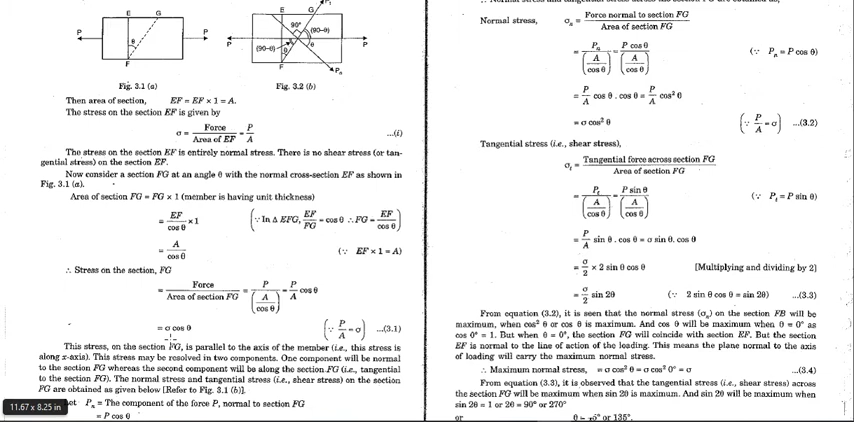 E G
P P
θ
F
Fig. 3.1 (a)
E G
90°
(90–θ)
(90–θ)
θ
θ
P P
F
Pₙ
Fig. 3.2 (b)
Then area of section, EF = EF × 1 = A.
The stress on the section EF is given by
σ = Force / Area of EF = P / A ...(i)
The stress on the section EF is entirely normal stress. There is no shear stress (or tan-
gential stress) on the section EF.
Now consider a section FG at an angle θ with the normal cross-section EF as shown in
Fig. 3.1 (a).
Area of section FG = FG × 1 (member is having unit thickness)
= EF / cos θ × 1 (∵ In Δ EFG, EF / FG = cos θ ∴ FG = EF / cos θ)
= A / cos θ (∵ EF × 1 = A)
∴ Stress on the section, FG
= Force / Area of section FG = P / (A / cos θ) = P / A cos θ
= σ cos θ (∵ P / A = σ) ...(3.1)
This stress, on the section FG, is parallel to the axis of the member (i.e., this stress is
along x-axis). This stress may be resolved in two components. One component will be normal
to the section FG whereas the second component will be along the section FG (i.e., tangential
to the section FG). The normal stress and tangential stress (i.e., shear stress) on the section
FG are obtained as given below [Refer to Fig. 3.1 (b)].
Pₙ = The component of the force P, normal to section FG
= P cos θ
11.67 x 8.25 in
Normal stress, σₙ = Force normal to section FG / Area of section FG
= Pₙ / (A / cos θ) = P cos θ / (A / cos θ) (∵ Pₙ = P cos θ)
= P / A cos θ . cos θ = P / A cos² θ
= σ cos² θ (∵ P / A = σ) ...(3.2)
Tangential stress (i.e., shear stress),
σₜ = Tangential force across section FG / Area of section FG
= Pₜ / (A / cos θ) = P sin θ / (A / cos θ) (∵ Pₜ = P sin θ)
= P / A sin θ . cos θ = σ sin θ. cos θ
= σ / 2 × 2 sin θ cos θ [Multiplying and dividing by 2]
= σ / 2 sin 2θ (∵ 2 sin θ cos θ = sin 2θ) ...(3.3)
From equation (3.2), it is seen that the normal stress (σₙ) on the section FB will be
maximum, when cos² θ or cos θ is maximum. And cos θ will be maximum when θ = 0° as
cos 0° = 1. But when θ = 0°, the section FG will coincide with section EF. But the section
EF is normal to the line of action of the loading. This means the plane normal to the axis
of loading will carry the maximum normal stress.
∴ Maximum normal stress, = σ cos² θ = σ cos² 0° = σ ...(3.4)
From equation (3.3), it is observed that the tangential stress (i.e., shear stress) across
the section FG will be maximum when sin 2θ is maximum. And sin 2θ will be maximum when
sin 2θ = 1 or 2θ = 90° or 270°
or θ = 45° or 135°.